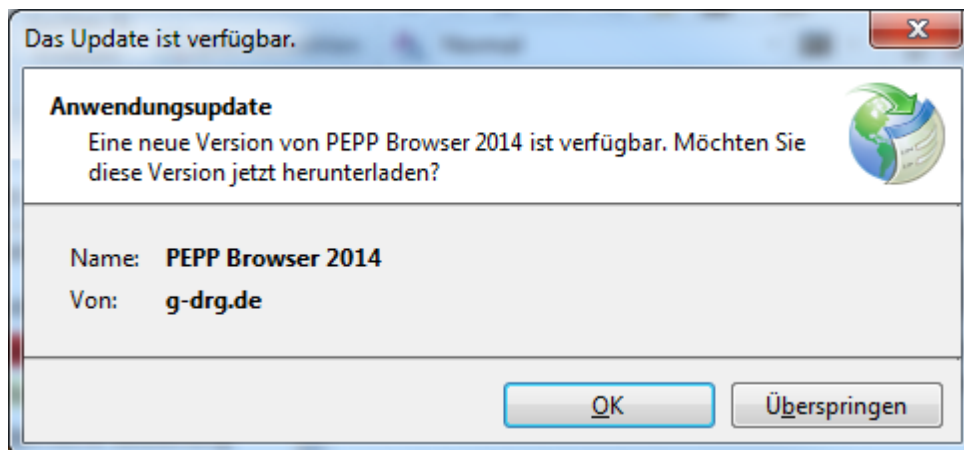 Das Update ist verfügbar.
Anwendungsupdate
Eine neue Version von PEPP Browser 2014 ist verfügbar. Möchten Sie
diese Version jetzt herunterladen?
Name: PEPP Browser 2014
Von: g-drg.de
OK
Überspringen